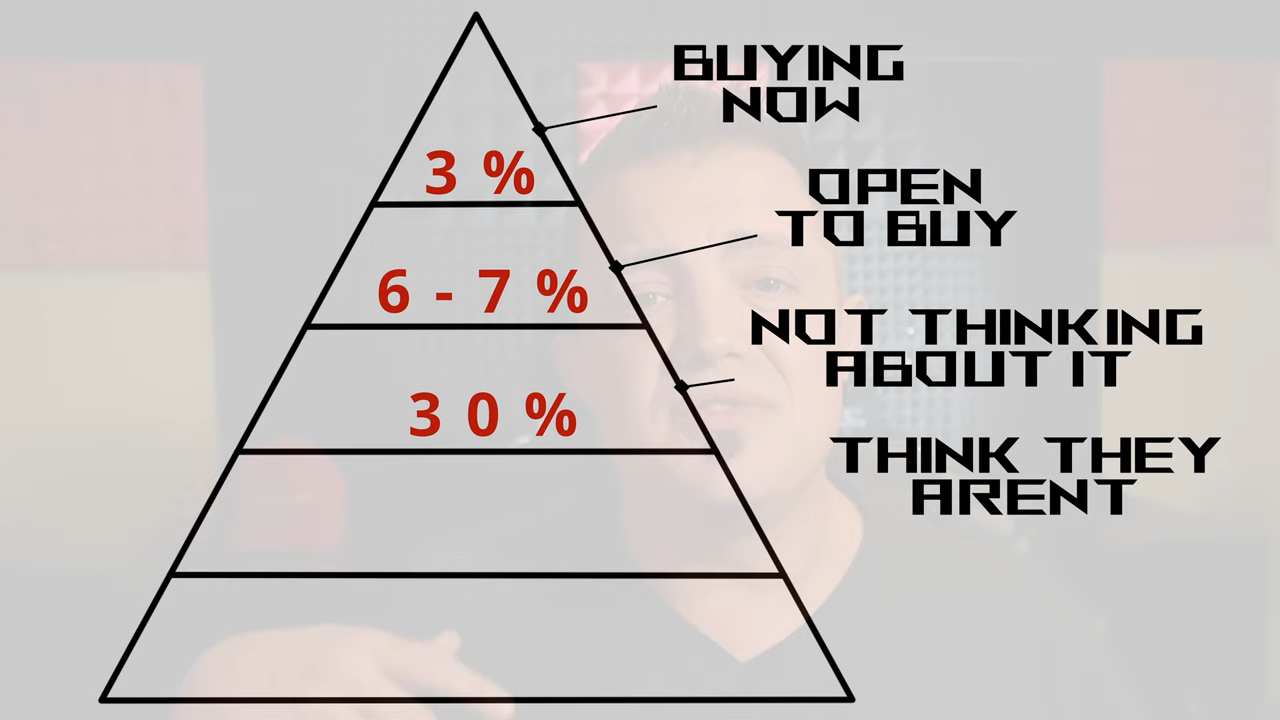 BUYING
NOW
3 %
OPEN
TO BUY
6 - 7 %
NOT THINKING
ABOUT IT
30%
THINK THEY
ARENT